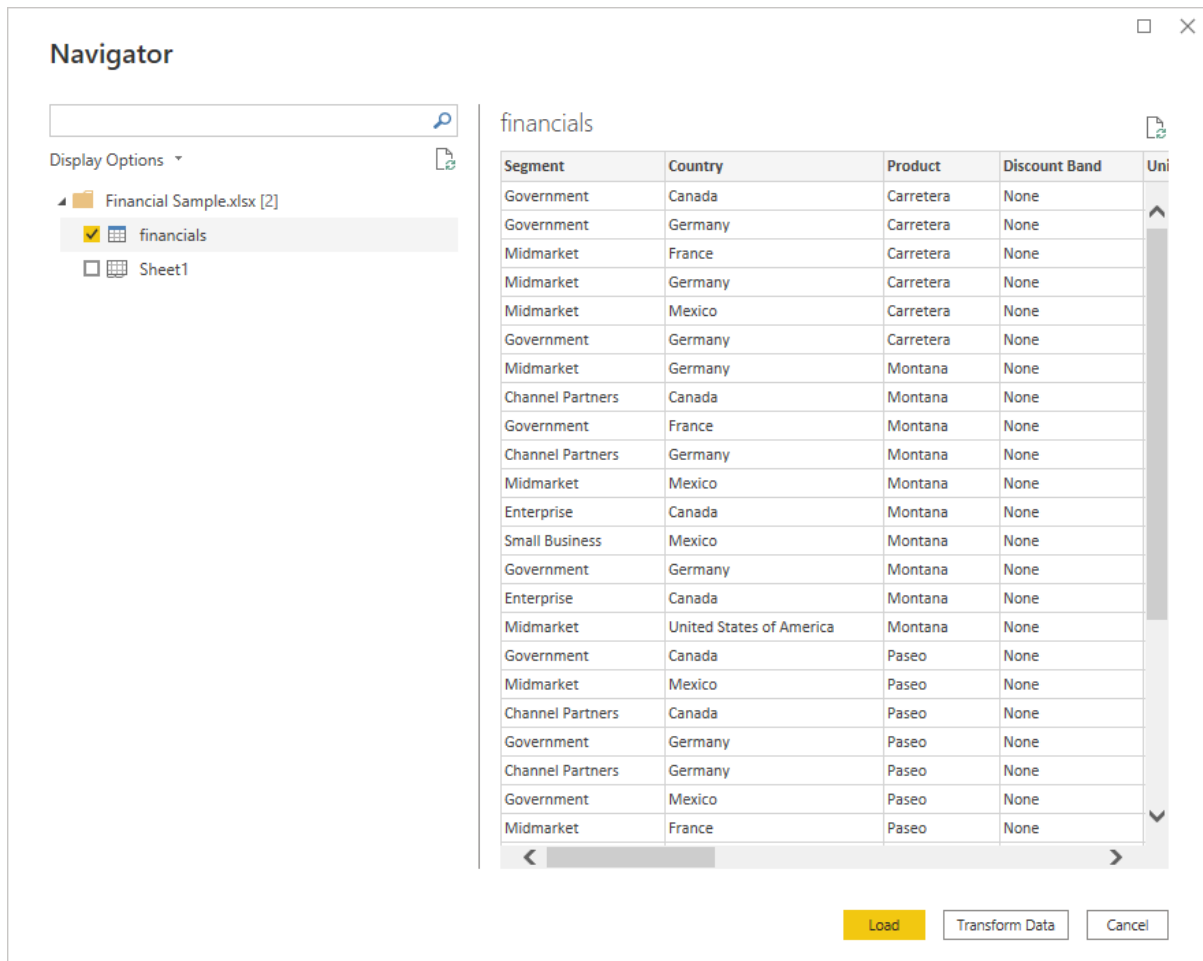 Navigator
Display Options
Financial Sample.xlsx [2]
financials
Sheet1
financials
Segment Country Product Discount Band Uni
Government Canada Carretera None
Government Germany Carretera None
Midmarket France Carretera None
Midmarket Germany Carretera None
Midmarket Mexico Carretera None
Government Germany Carretera None
Midmarket Germany Montana None
Channel Partners Canada Montana None
Government France Montana None
Channel Partners Germany Montana None
Midmarket Mexico Montana None
Enterprise Canada Montana None
Small Business Mexico Montana None
Government Germany Montana None
Enterprise Canada Montana None
Midmarket United States of America Montana None
Government Canada Paseo None
Midmarket Mexico Paseo None
Channel Partners Canada Paseo None
Government Germany Paseo None
Channel Partners Germany Paseo None
Government Mexico Paseo None
Midmarket France Paseo None
Load Transform Data Cancel